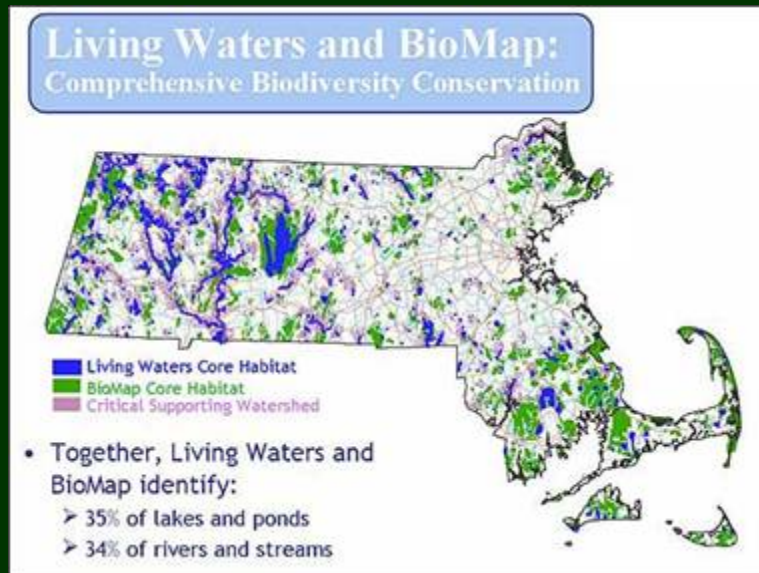 Living Waters and BioMap:
Comprehensive Biodiversity Conservation
Living Waters Core Habitat
BioMap Core Habitat
Critical Supporting Watershed
• Together, Living Waters and
BioMap identify:
➢ 35% of lakes and ponds
➢ 34% of rivers and streams